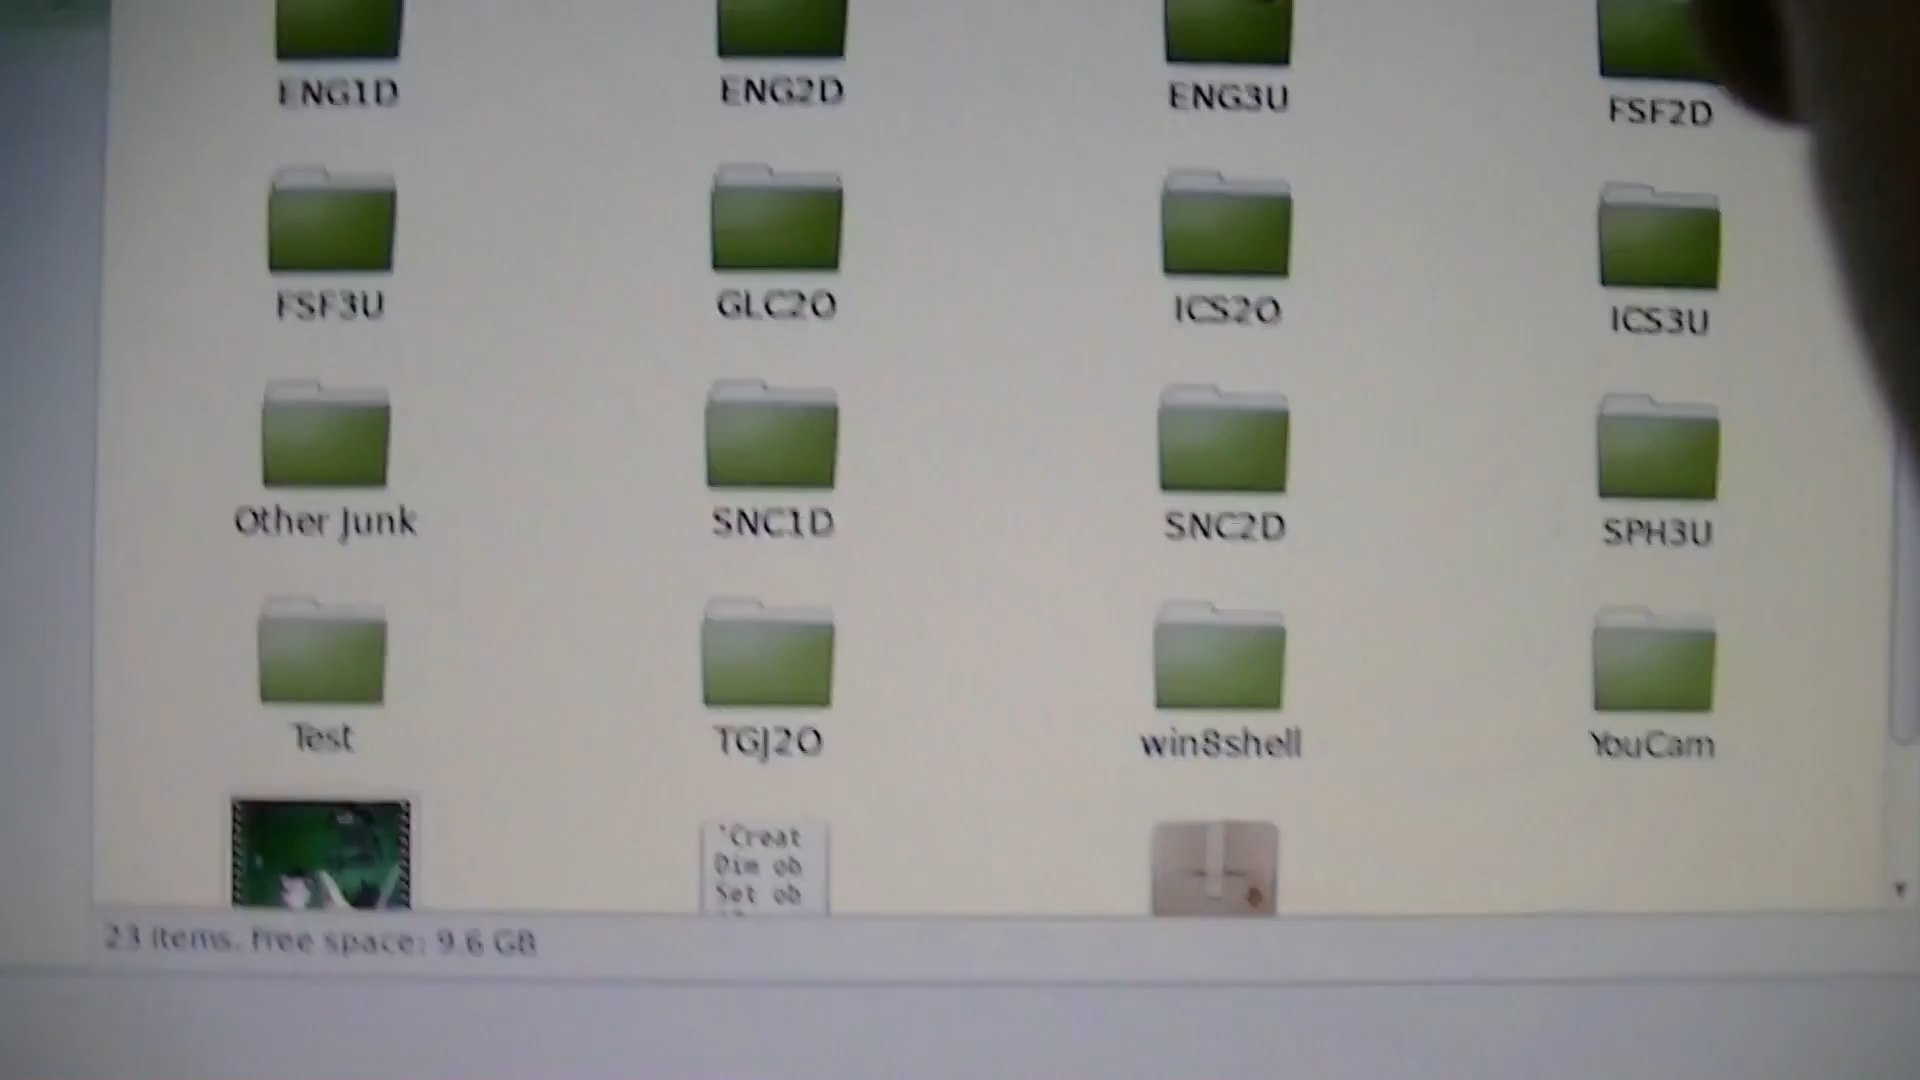 ENG1D
ENG2D
ENG3U
FSF2D
FSF3U
GLC2O
ICS2O
ICS3U
Other Junk
SNC1D
SNC2D
SPH3U
Test
TGJ2O
win8shell
YouCam
'Creat
Dim ob
Set ob
23 items, Free space: 9.6 GB